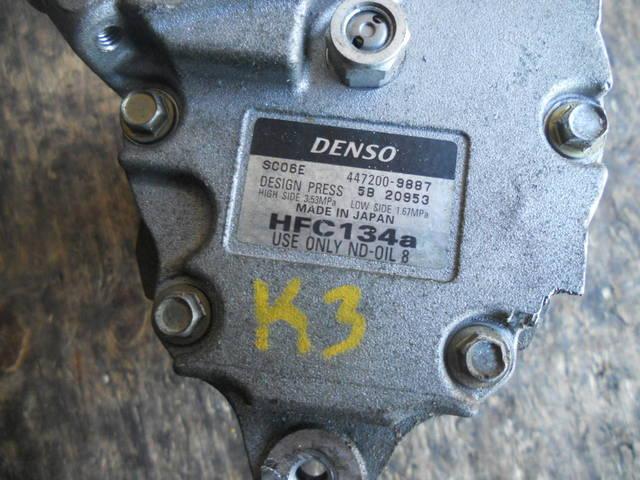 DENSO
SC06E 447200-9887
DESIGN PRESS 5B 20953
HIGH SIDE 3.53MPa LOW SIDE 1.67MPa
MADE IN JAPAN
HFC134a
USE ONLY ND-OIL 8
K3